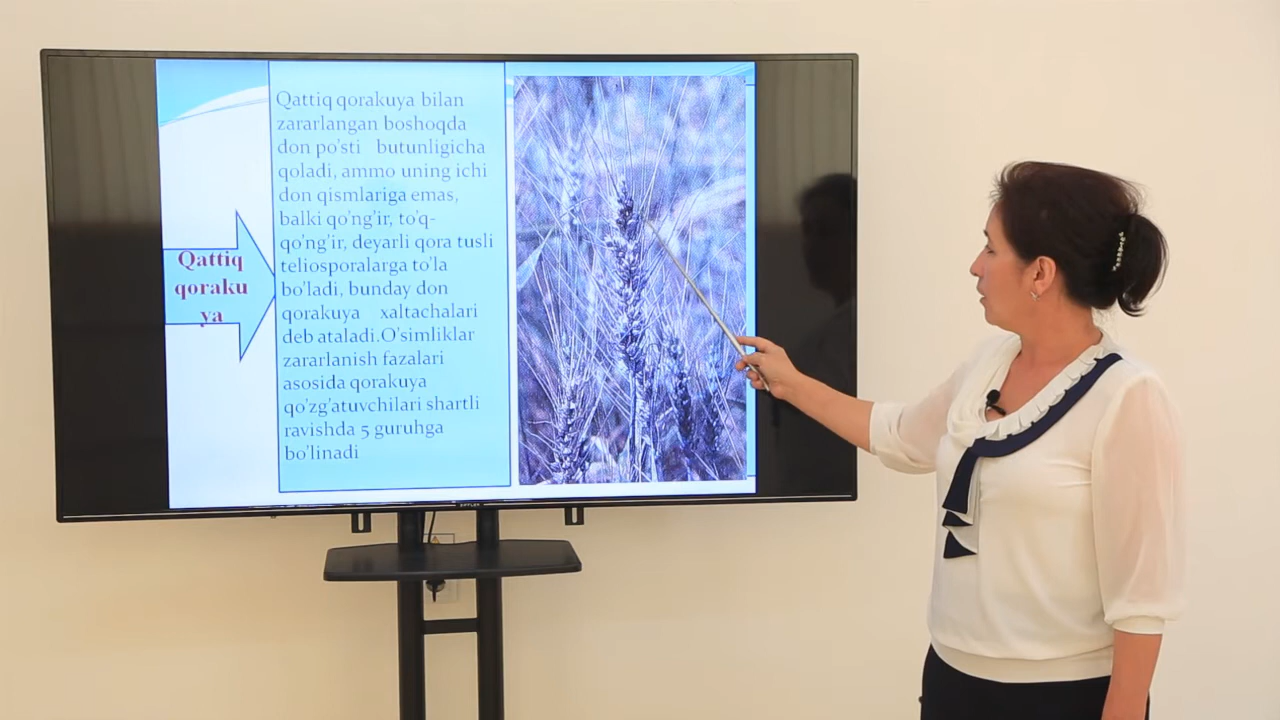 Qattiq
qoraku
ya
Qattiq qorakuya bilan
zararlangan boshoqda
don po'sti butunligicha
qoladi, ammo uning ichi
don qismlariga emas,
balki qo'ng'ir, to'q-
qo'ng'ir, deyarli qora tusli
teliosporalarga to'la
bo'ladi, bunday don
qorakuya xaltachalari
deb ataladi.O'simliklar
zararlanish fazalari
asosida qorakuya
qo'zg'atuvchilari shartli
ravishda 5 guruhga
bo'linadi